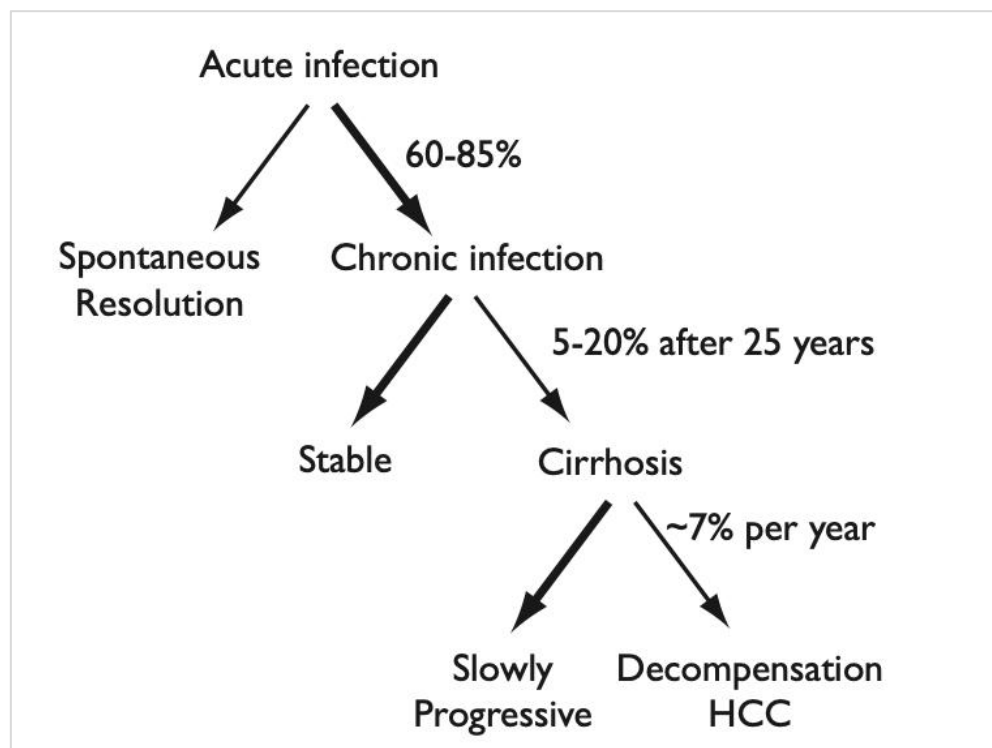 Acute infection
60-85%
Spontaneous
Resolution
Chronic infection
5-20% after 25 years
Stable
Cirrhosis
~7% per year
Slowly
Progressive
Decompensation
HCC